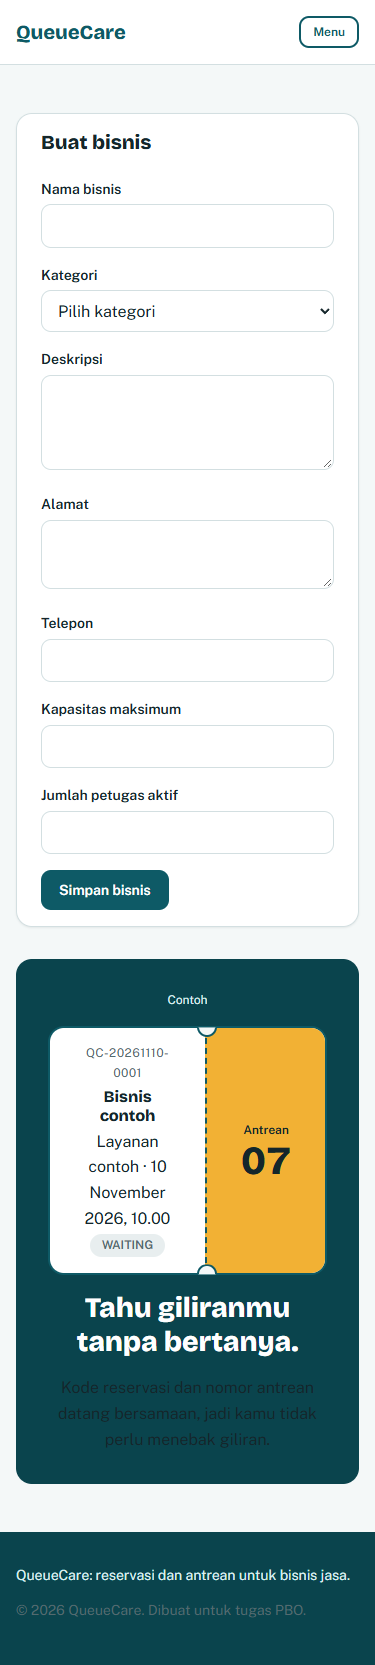 QueueCare
Menu
Buat bisnis
Nama bisnis
Kategori
Pilih kategori
Deskripsi
Alamat
Telepon
Kapasitas maksimum
Jumlah petugas aktif
Simpan bisnis
Contoh
QC-20261110-
0001
Bisnis
contoh
Layanan
contoh · 10
November
2026, 10.00
WAITING
Antrean
07
Tahu giliranmu
tanpa bertanya.
Kode reservasi dan nomor antrean
datang bersamaan, jadi kamu tidak
perlu menebak giliran.
QueueCare: reservasi dan antrean untuk bisnis jasa.
© 2026 QueueCare. Dibuat untuk tugas PBO.